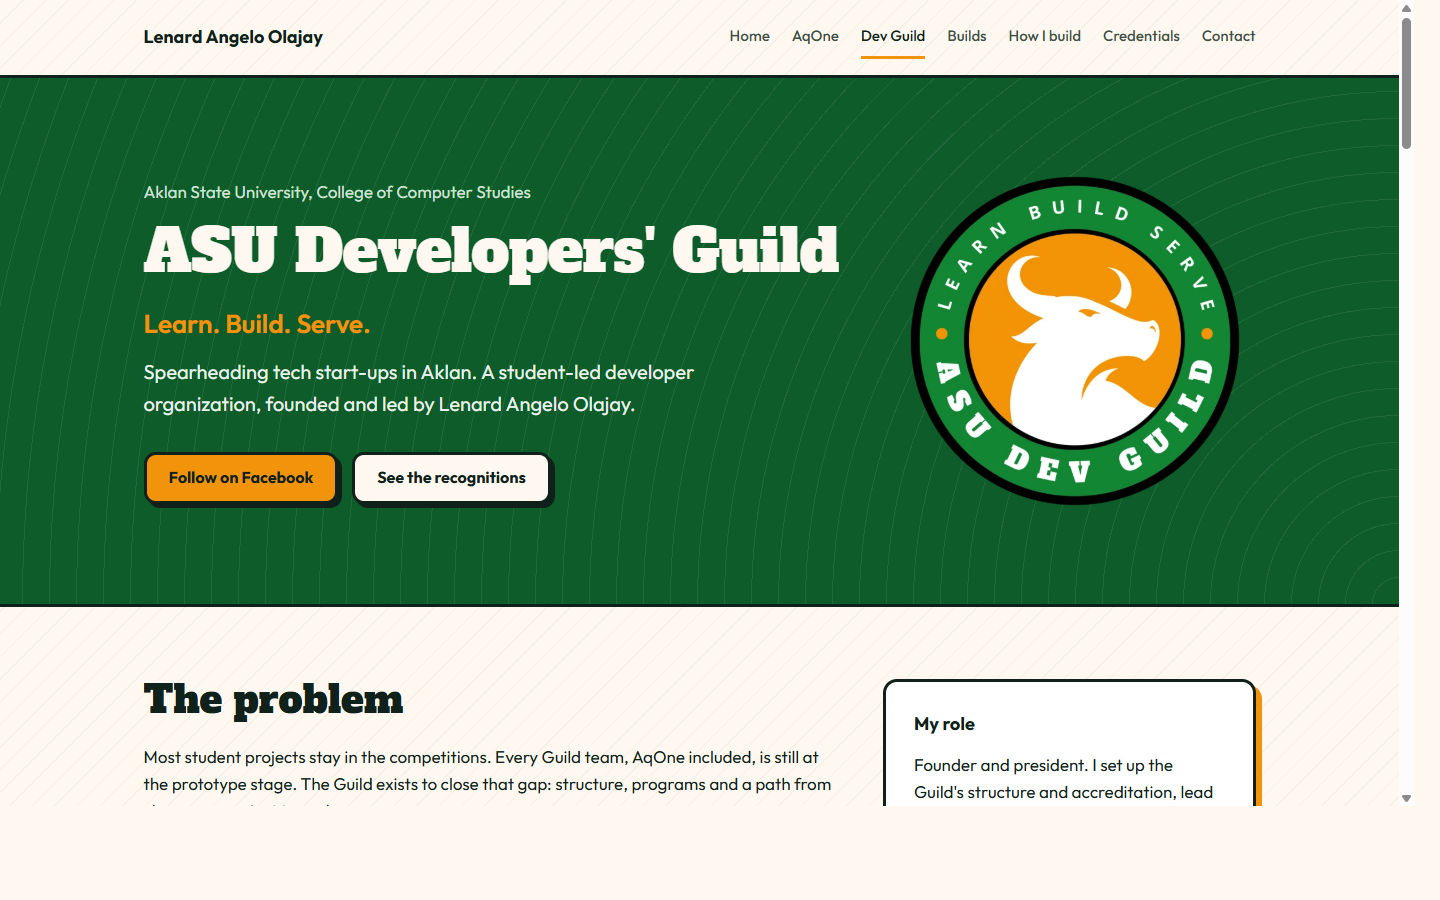 Lenard Angelo Olajay
Home AqOne Dev Guild Builds How I build Credentials Contact
Aklan State University, College of Computer Studies
ASU Developers' Guild
Learn. Build. Serve.
Spearheading tech start-ups in Aklan. A student-led developer
organization, founded and led by Lenard Angelo Olajay.
Follow on Facebook See the recognitions
LEARN BUILD SERVE
ASU DEV GUILD
The problem
Most student projects stay in the competitions. Every Guild team, AqOne included, is still at
the prototype stage. The Guild exists to close that gap: structure, programs and a path from
My role
Founder and president. I set up the
Guild's structure and accreditation, lead